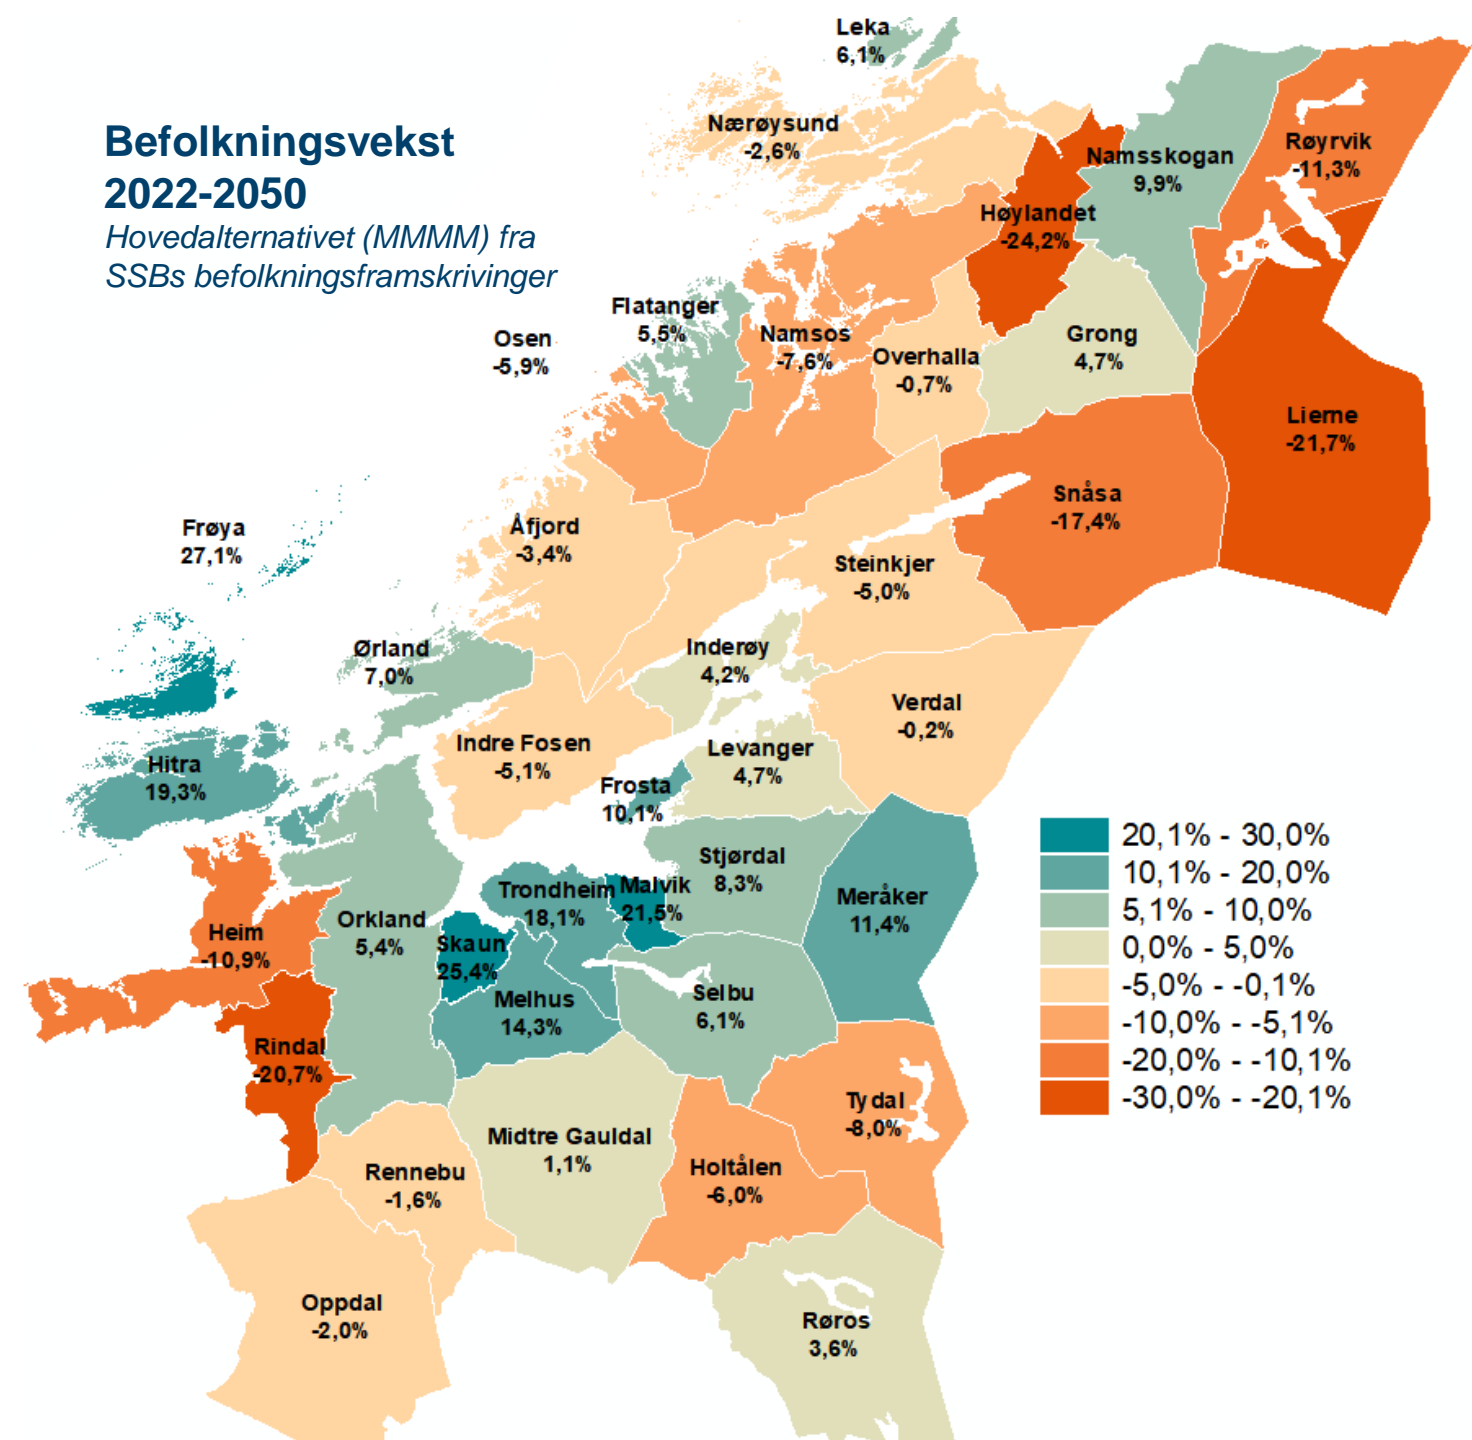 Befolkningsvekst
2022-2050
Hovedalternativet (MMMM) fra
SSBs befolkningsframskrivinger
Leka
6,1%
Nærøysund
-2,6%
Namsskogan
9,9%
Røyrvik
-11,3%
Høylandet
-24,2%
Flatanger
5,5%
Osen
-5,9%
Namsos
-7,6%
Overhalla
-0,7%
Grong
4,7%
Lierne
-21,7%
Snåsa
-17,4%
Frøya
27,1%
Åfjord
-3,4%
Steinkjer
-5,0%
Ørland
7,0%
Inderøy
4,2%
Verdal
-0,2%
Indre Fosen
-5,1%
Levanger
4,7%
Hitra
19,3%
Frosta
10,1%
Stjørdal
8,3%
Trondheim
18,1%
Malvik
21,5%
Meråker
11,4%
Heim
-10,9%
Orkland
5,4%
Skaun
25,4%
Melhus
14,3%
Selbu
6,1%
Rindal
-20,7%
Tydal
-8,0%
Midtre Gauldal
1,1%
Rennebu
-1,6%
Holtålen
-6,0%
Oppdal
-2,0%
Røros
3,6%
20,1% - 30,0%
10,1% - 20,0%
5,1% - 10,0%
0,0% - 5,0%
-5,0% - -0,1%
-10,0% - -5,1%
-20,0% - -10,1%
-30,0% - -20,1%